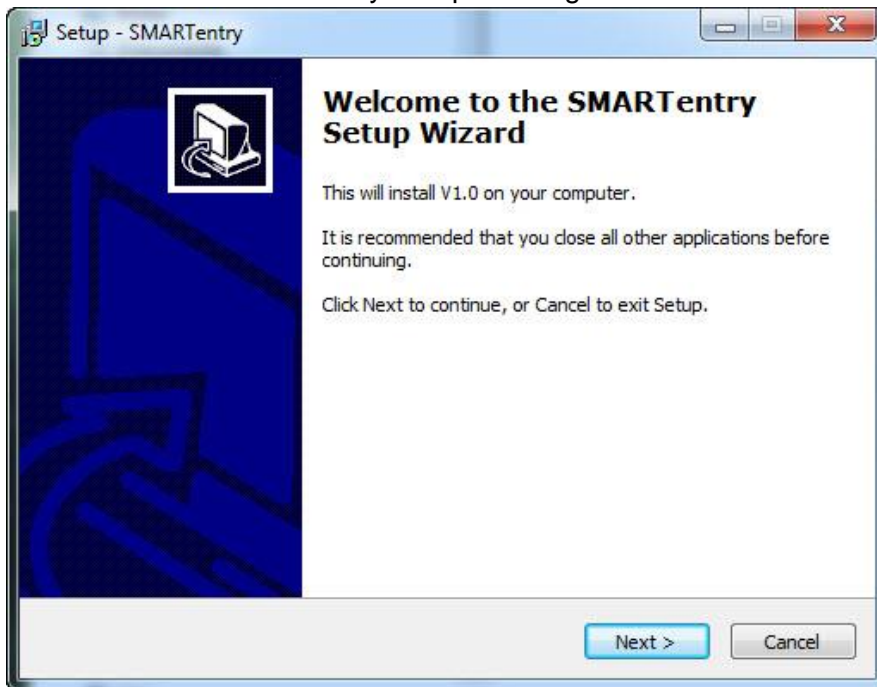 Setup - SMARTentry
Welcome to the SMARTentry
Setup Wizard
This will install V1.0 on your computer.
It is recommended that you close all other applications before
continuing.
Click Next to continue, or Cancel to exit Setup.
Next >
Cancel